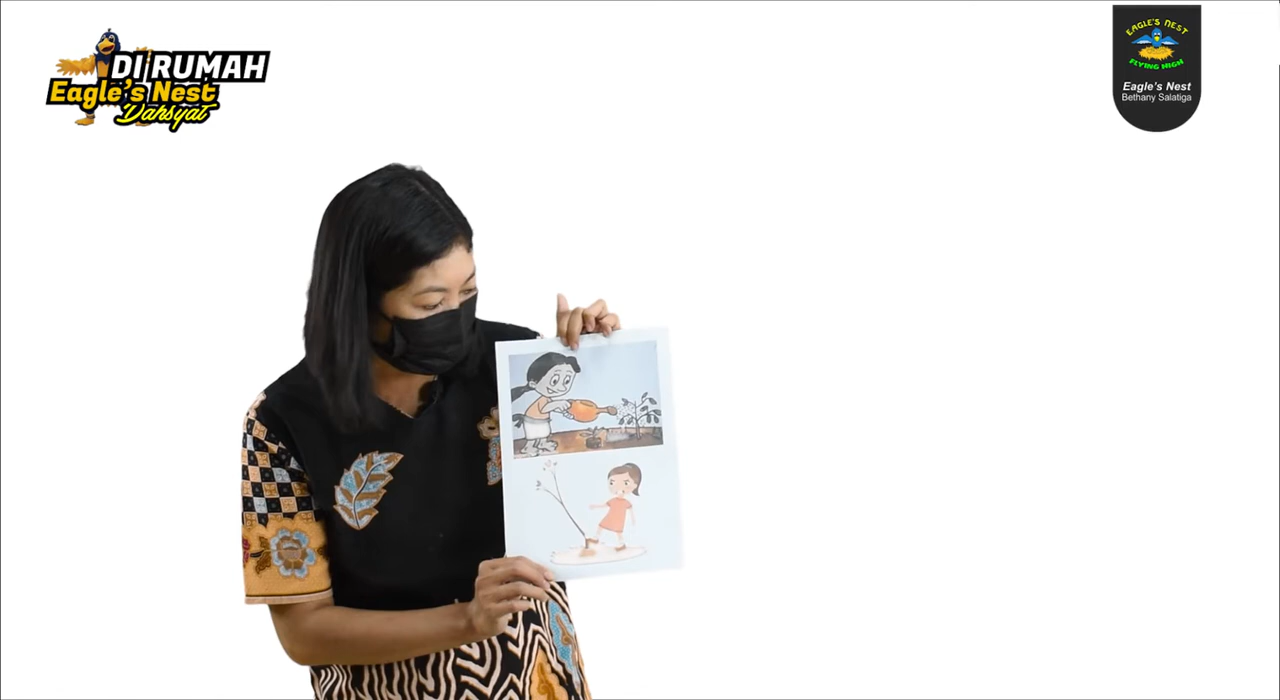 DI RUMAH
Eagle's Nest
Dahsyat
EAGLE'S NEST
FLYING HIGH
Eagle's Nest
Bethany Salatiga